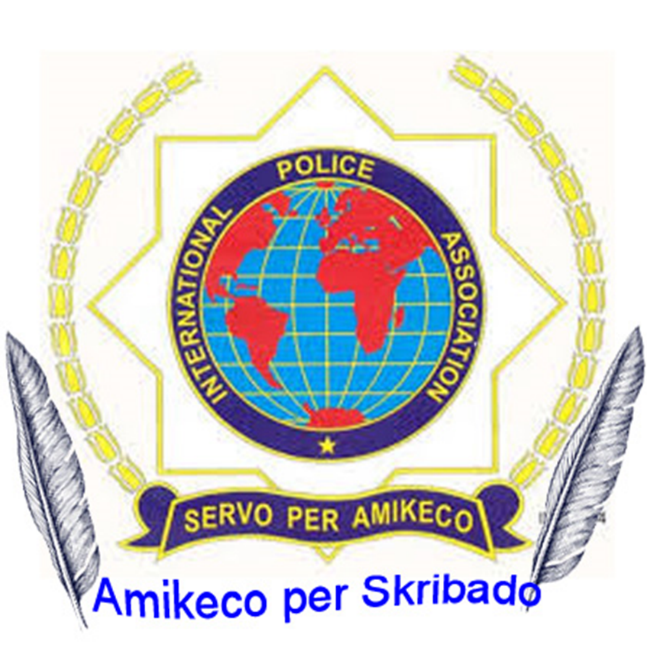 INTERNATIONAL POLICE ASSOCIATION
SERVO PER AMIKECO
Amikeco per Skribado